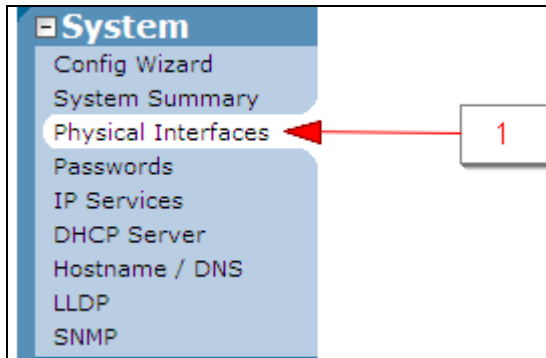 System
Config Wizard
System Summary
Physical Interfaces
1
Passwords
IP Services
DHCP Server
Hostname / DNS
LLDP
SNMP